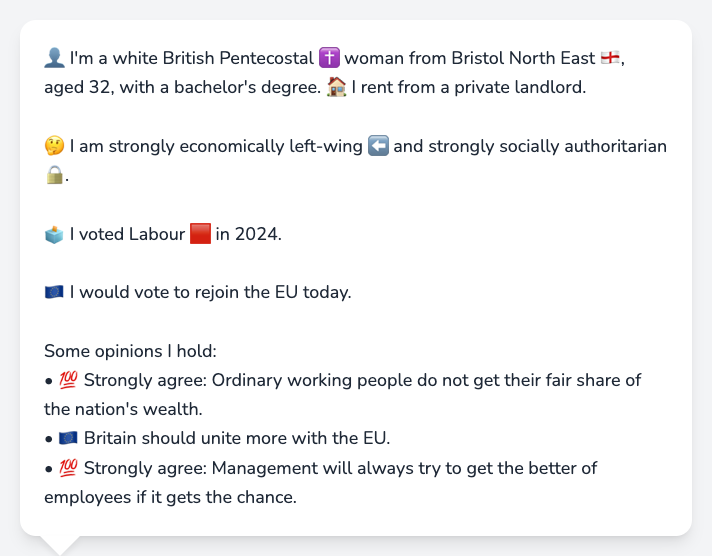 👤 I'm a white British Pentecostal ✝️ woman from Bristol North East 🏴󠁧󠁢󠁥󠁮󠁧󠁿,
aged 32, with a bachelor's degree. 🏠 I rent from a private landlord.
🤔 I am strongly economically left-wing ⬅️ and strongly socially authoritarian
🔒.
🗳️ I voted Labour 🟥 in 2024.
🇪🇺 I would vote to rejoin the EU today.
Some opinions I hold:
• 💯 Strongly agree: Ordinary working people do not get their fair share of
the nation's wealth.
• 🇪🇺 Britain should unite more with the EU.
• 💯 Strongly agree: Management will always try to get the better of
employees if it gets the chance.